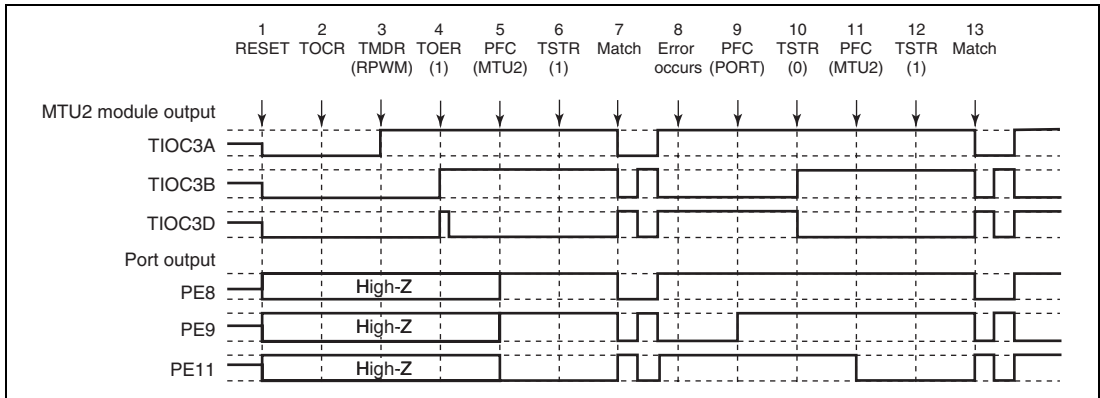 1 2 3 4 5 6 7 8 9 10 11 12 13
RESET TOCR TMDR TOER PFC TSTR Match Error PFC TSTR PFC TSTR Match
(RPWM) (1) (MTU2) (1) occurs (PORT) (0) (MTU2) (1)
MTU2 module output
TIOC3A
TIOC3B
TIOC3D
Port output
PE8 High-Z
PE9 High-Z
PE11 High-Z